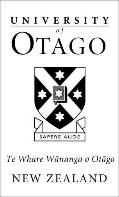 UNIVERSITY
of
OTAGO
SAPERE AUDE
Te Whare Wānanga o Otāgo
NEW ZEALAND